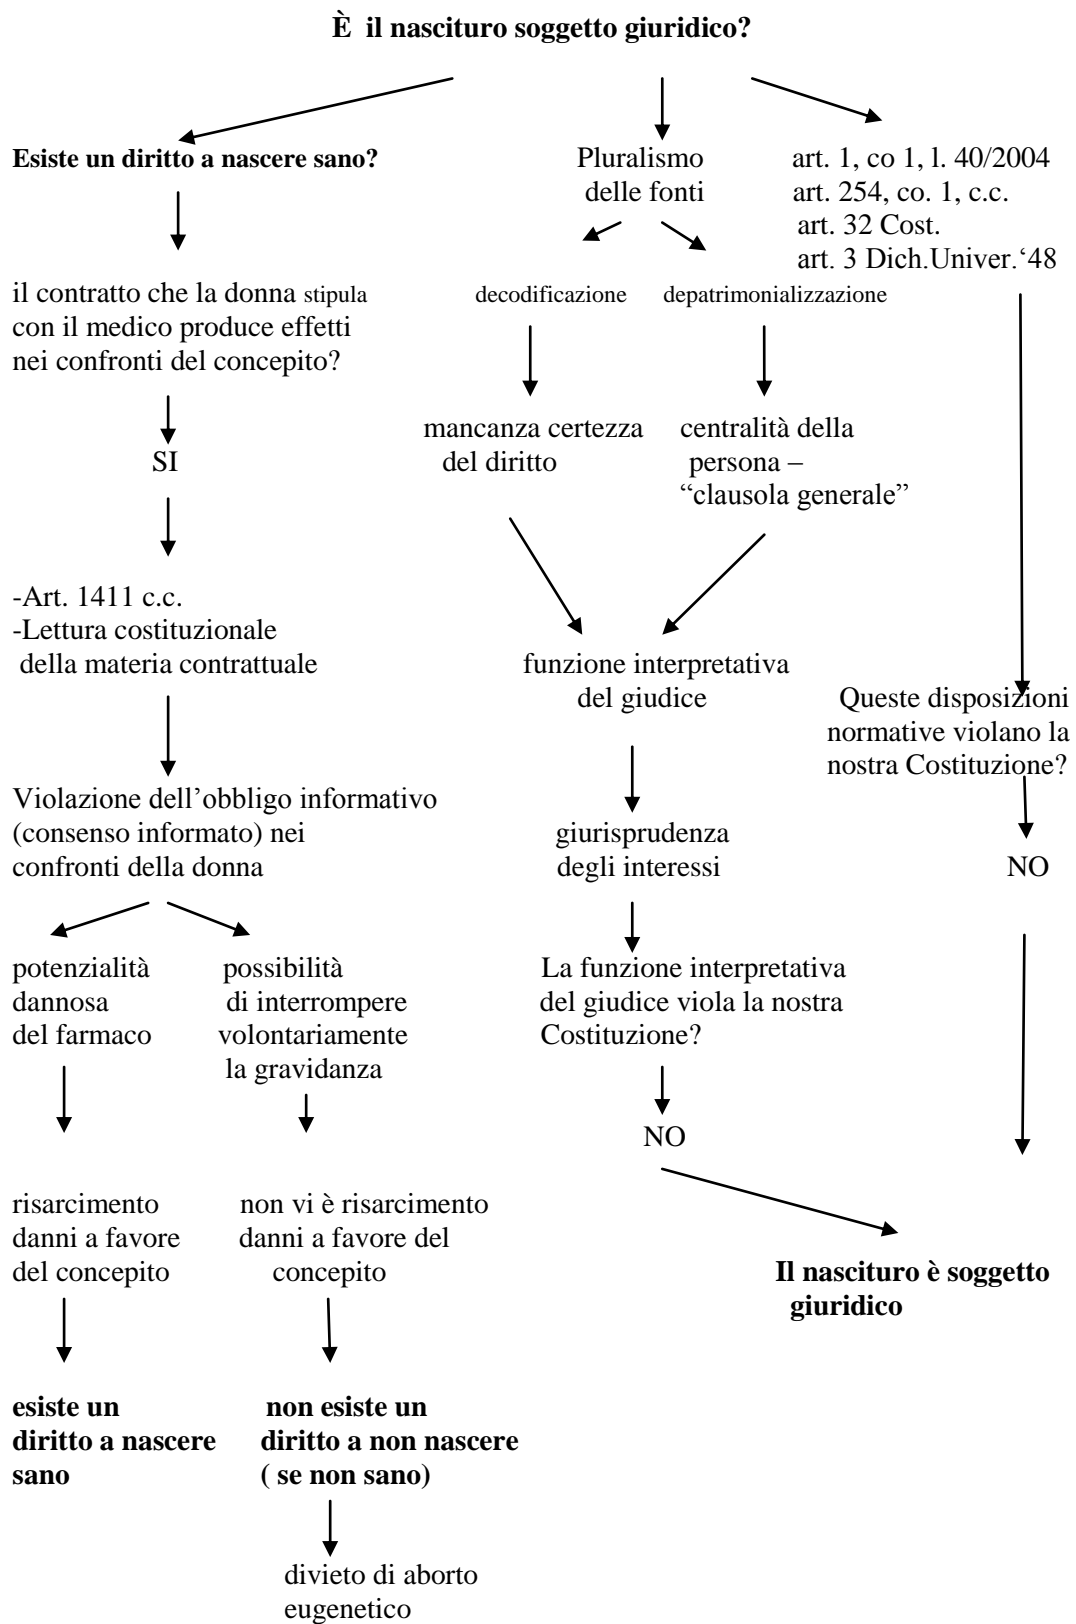 È il nascituro soggetto giuridico?
Esiste un diritto a nascere sano?
il contratto che la donna stipula
con il medico produce effetti
nei confronti del concepito?
SI
-Art. 1411 c.c.
-Lettura costituzionale
della materia contrattuale
Violazione dell’obbligo informativo
(consenso informato) nei
confronti della donna
potenzialità
dannosa
del farmaco
risarcimento
danni a favore
del concepito
esiste un
diritto a nascere
sano
possibilità
di interrompere
volontariamente
la gravidanza
non vi è risarcimento
danni a favore del
concepito
non esiste un
diritto a non nascere
( se non sano)
divieto di aborto
eugenetico
Pluralismo
delle fonti
decodificazione
mancanza certezza
del diritto
depatrimonializzazione
centralità della
persona –
“clausola generale”
funzione interpretativa
del giudice
giurisprudenza
degli interessi
La funzione interpretativa
del giudice viola la nostra
Costituzione?
NO
art. 1, co 1, l. 40/2004
art. 254, co. 1, c.c.
art. 32 Cost.
art. 3 Dich.Univer.‘48
Queste disposizioni
normative violano la
nostra Costituzione?
NO
Il nascituro è soggetto
giuridico